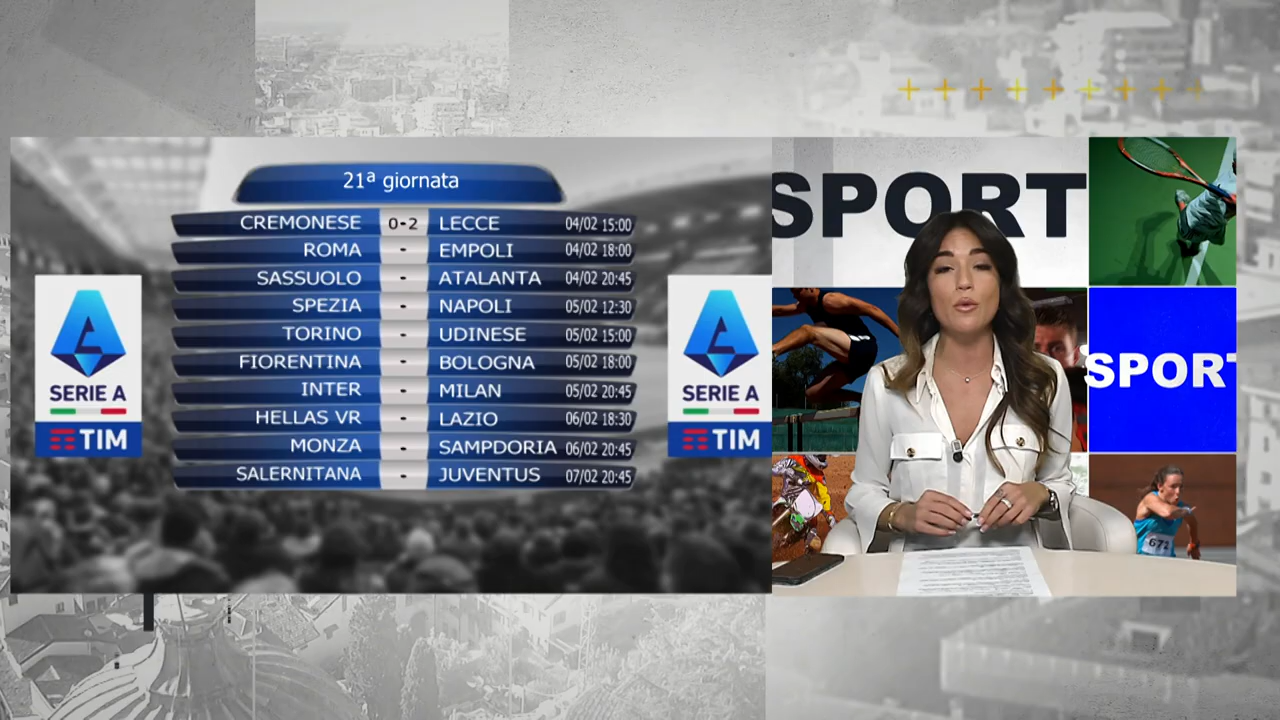 21ª giornata
CREMONESE 0-2 LECCE 04/02 15:00
ROMA - EMPOLI 04/02 18:00
SASSUOLO - ATALANTA 04/02 20:45
SPEZIA - NAPOLI 05/02 12:30
TORINO - UDINESE 05/02 15:00
FIORENTINA - BOLOGNA 05/02 18:00
INTER - MILAN 05/02 20:45
HELLAS VR - LAZIO 06/02 18:30
MONZA - SAMPDORIA 06/02 20:45
SALERNITANA - JUVENTUS 07/02 20:45
SERIE A
TIM
SERIE A
TIM
SPORT
SPORT
672